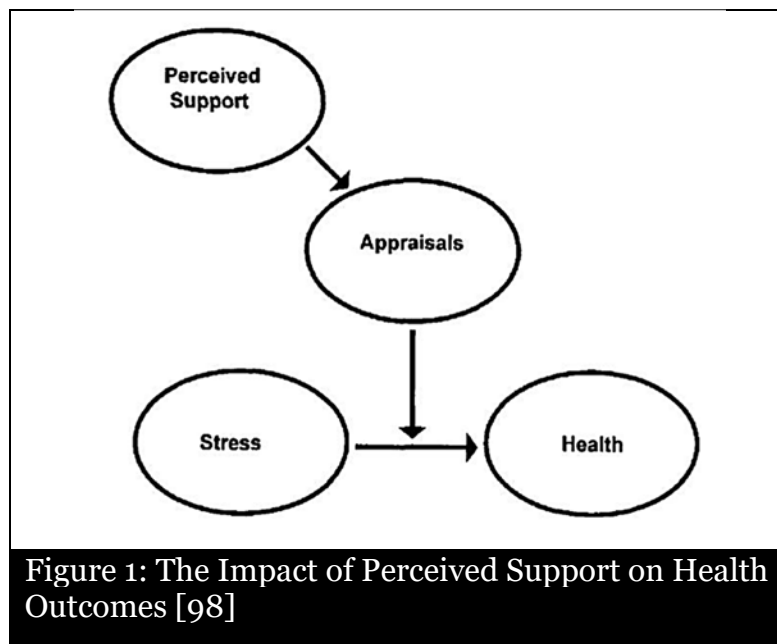 Perceived
Support
Appraisals
Stress
Health
Figure 1: The Impact of Perceived Support on Health
Outcomes [98]